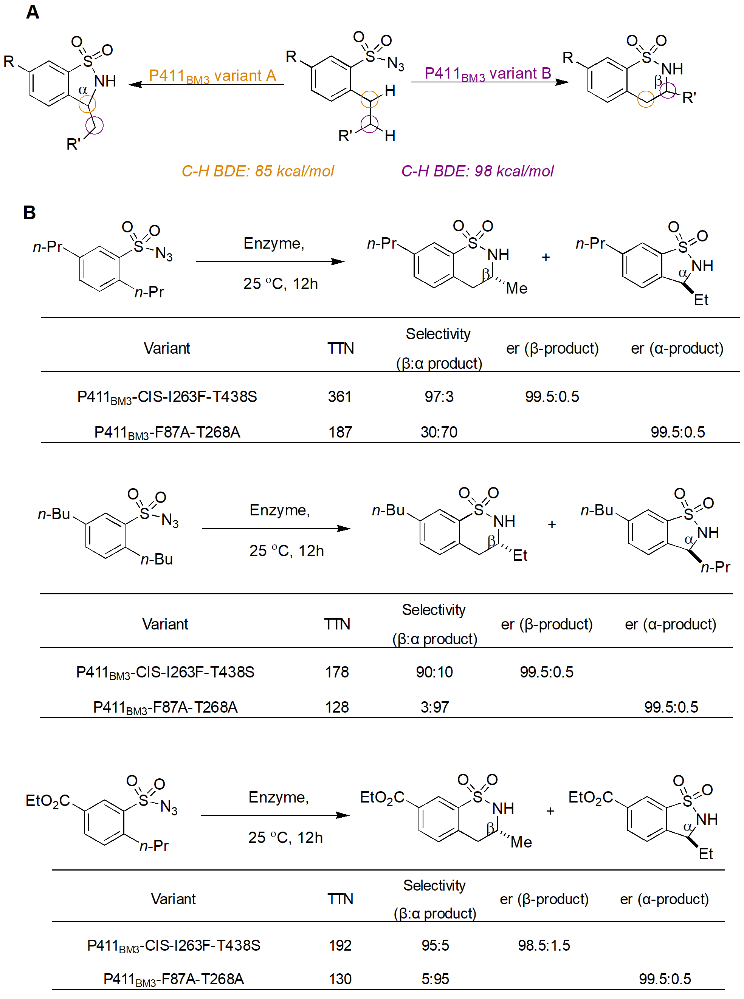 A
R
O
O
S
NH
α
R'
P411BM3 variant A
R
O
O
S
N3
H
R'
H
P411BM3 variant B
R
O
O
S
NH
β
R'
C-H BDE: 85 kcal/mol
C-H BDE: 98 kcal/mol
B
n-Pr
O
O
S
N3
n-Pr
Enzyme,
25 °C, 12h
n-Pr
O
O
S
NH
β
Me
+
n-Pr
O
O
S
NH
α
Et
Variant TTN Selectivity (β:α product) er (β-product) er (α-product)
P411BM3-CIS-I263F-T438S 361 97:3 99.5:0.5
P411BM3-F87A-T268A 187 30:70 99.5:0.5
n-Bu
O
O
S
N3
n-Bu
Enzyme,
25 °C, 12h
n-Bu
O
O
S
NH
β
Et
+
n-Bu
O
O
S
NH
α
n-Pr
Variant TTN Selectivity (β:α product) er (β-product) er (α-product)
P411BM3-CIS-I263F-T438S 178 90:10 99.5:0.5
P411BM3-F87A-T268A 128 3:97 99.5:0.5
EtO2C
O
O
S
N3
n-Pr
Enzyme,
25 °C, 12h
EtO2C
O
O
S
NH
β
Me
+
EtO2C
O
O
S
NH
α
Et
Variant TTN Selectivity (β:α product) er (β-product) er (α-product)
P411BM3-CIS-I263F-T438S 192 95:5 98.5:1.5
P411BM3-F87A-T268A 130 5:95 99.5:0.5